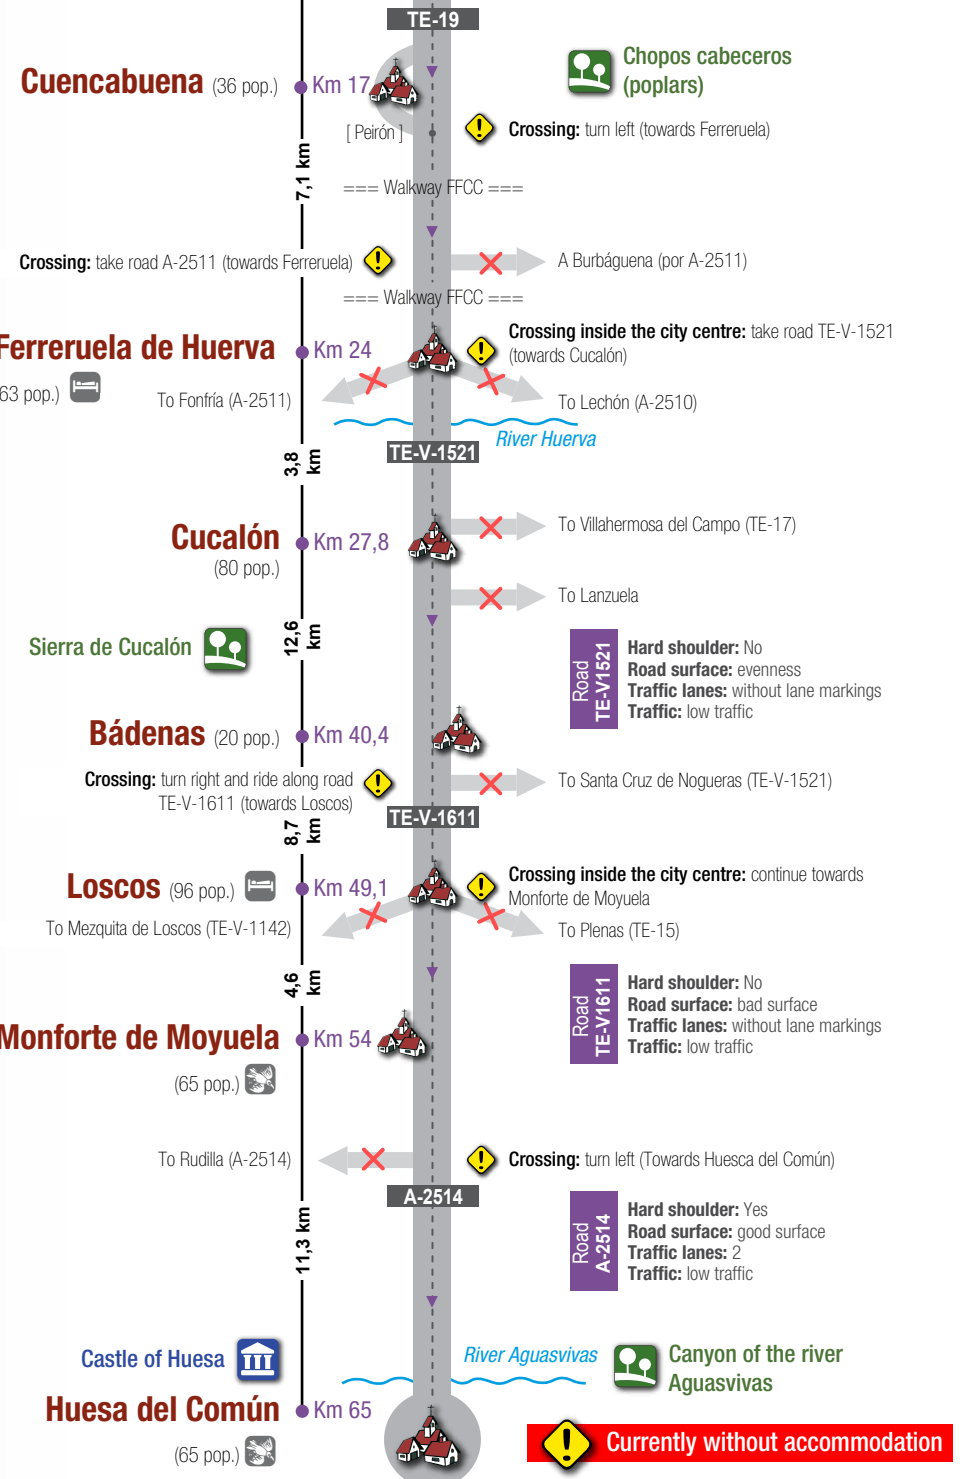 TE-19
Cuencabuena (36 pop.)
Km 17
Chopos cabeceros
(poplars)
[ Peirón ]
Crossing: turn left (towards Ferreruela)
7,1 km
=== Walkway FFCC ===
Crossing: take road A-2511 (towards Ferreruela)
A Burbáguena (por A-2511)
=== Walkway FFCC ===
Ferreruela de Huerva
Km 24
Crossing inside the city centre: take road TE-V-1521
(towards Cucalón)
63 pop.)
To Fonfría (A-2511)
To Lechón (A-2510)
River Huerva
3,8
km
TE-V-1521
Cucalón
(80 pop.)
Km 27,8
To Villahermosa del Campo (TE-17)
To Lanzuela
12,6
km
Sierra de Cucalón
Road
TE-V1521
Hard shoulder: No
Road surface: evenness
Traffic lanes: without lane markings
Traffic: low traffic
Bádenas (20 pop.)
Km 40,4
Crossing: turn right and ride along road
TE-V-1611 (towards Loscos)
To Santa Cruz de Nogueras (TE-V-1521)
8,7
km
TE-V-1611
Loscos (96 pop.)
Km 49,1
Crossing inside the city centre: continue towards
Monforte de Moyuela
To Mezquita de Loscos (TE-V-1142)
To Plenas (TE-15)
4,6
km
Road
TE-V1611
Hard shoulder: No
Road surface: bad surface
Traffic lanes: without lane markings
Traffic: low traffic
Monforte de Moyuela
Km 54
(65 pop.)
To Rudilla (A-2514)
Crossing: turn left (Towards Huesca del Común)
A-2514
11,3 km
Road
A-2514
Hard shoulder: Yes
Road surface: good surface
Traffic lanes: 2
Traffic: low traffic
Castle of Huesa
River Aguasvivas
Canyon of the river
Aguasvivas
Huesa del Común
Km 65
(65 pop.)
Currently without accommodation